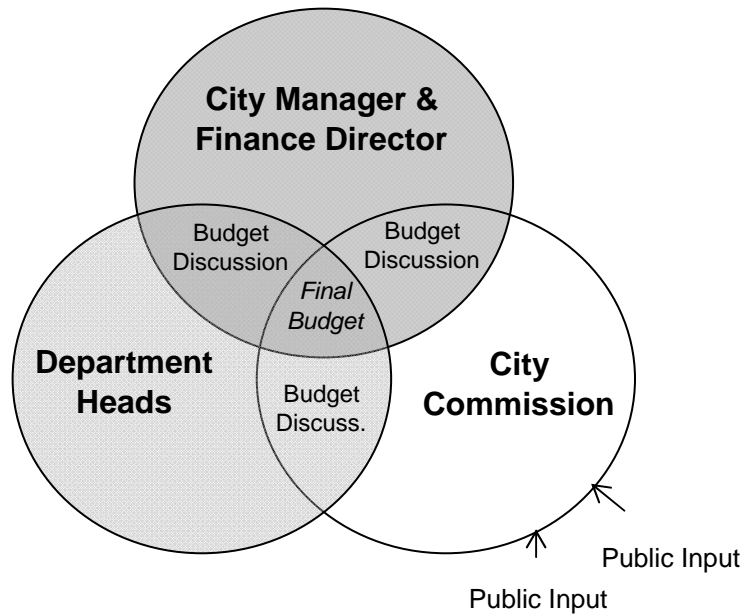 City Manager &
Finance Director
Budget
Discussion
Budget
Discussion
Final
Budget
Department
Heads
Budget
Discuss.
City
Commission
Public Input
Public Input